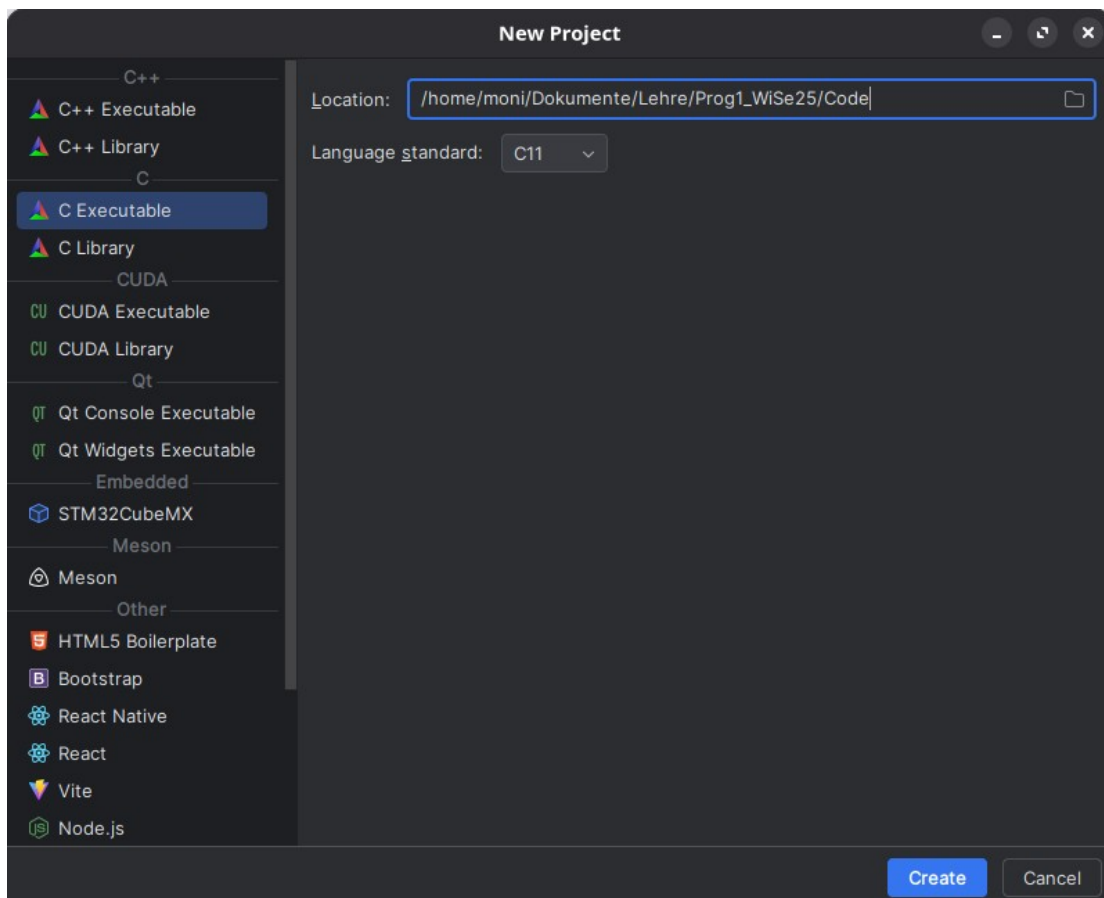 New Project
C++
C++ Executable
C++ Library
C
C Executable
C Library
CUDA
CU CUDA Executable
CU CUDA Library
Qt
QT Qt Console Executable
QT Qt Widgets Executable
Embedded
STM32CubeMX
Meson
Meson
Other
5 HTML5 Boilerplate
B Bootstrap
React Native
React
Vite
JS Node.js
Location: /home/moni/Dokumente/Lehre/Prog1_WiSe25/Code
Language standard: C11
Create Cancel